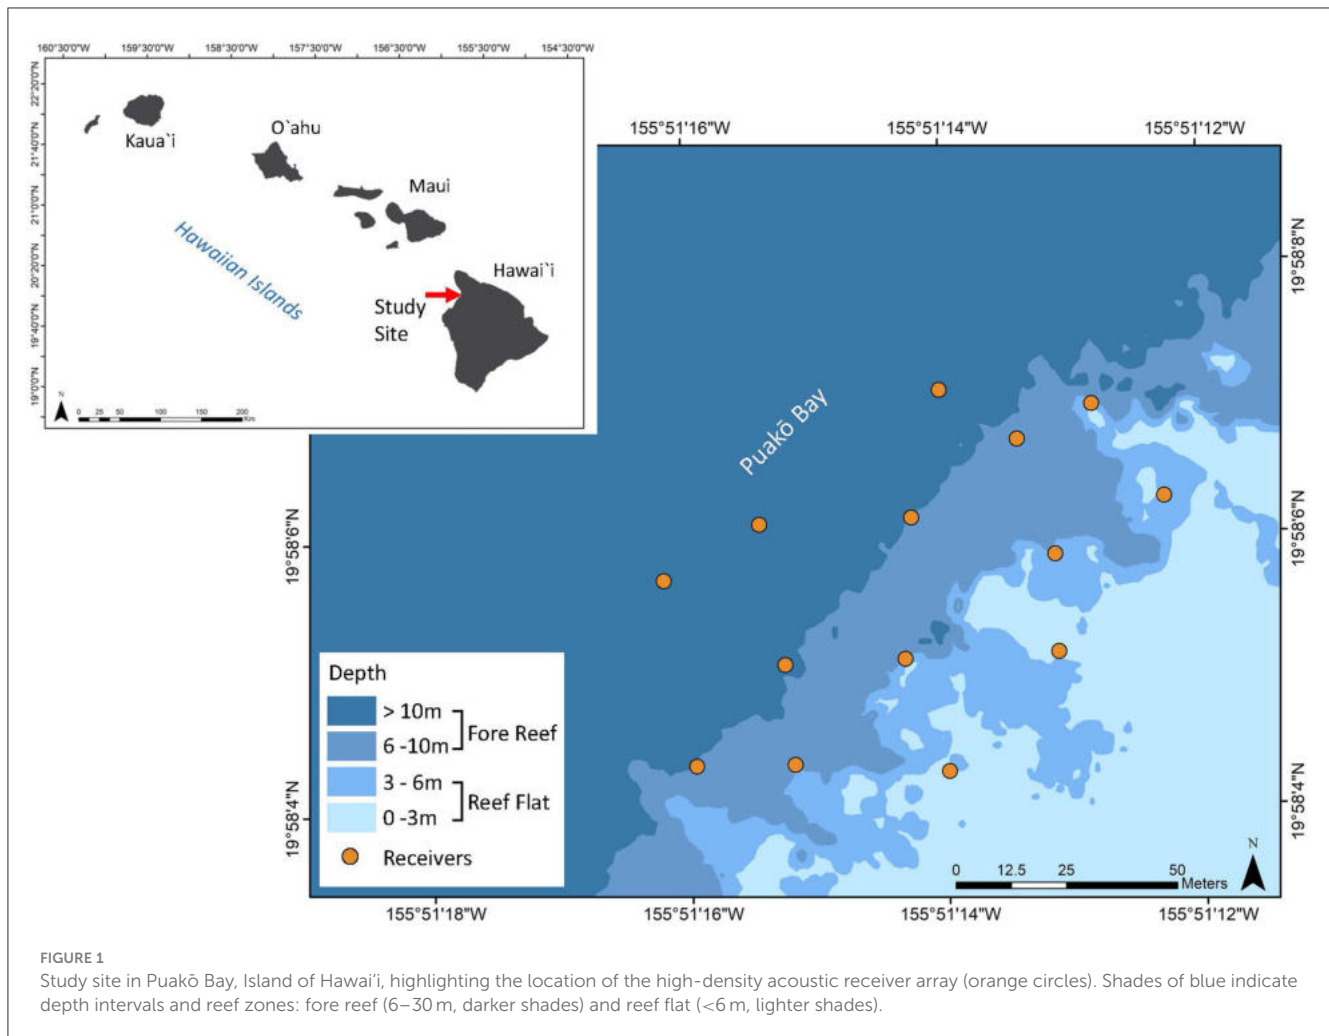 160°30'0"W 159°30'0"W 158°30'0"W 157°30'0"W 156°30'0"W 155°30'0"W 154°30'0"W
22°20'0"N
21°40'0"N
21°0'0"N
20°20'0"N
19°40'0"N
19°0'0"N
Kaua`i
O`ahu
Maui
Hawai`i
Hawaiian Islands
Study
Site
N
0 25 50 100 150 200
Km
155°51'16"W 155°51'14"W 155°51'12"W
19°58'8"N
19°58'6"N
19°58'4"N
Puakō Bay
19°58'6"N
19°58'4"N
Depth
> 10m
6 -10m
Fore Reef
3 - 6m
0 -3m
Reef Flat
Receivers
0 12.5 25 50
Meters
N
155°51'18"W 155°51'16"W 155°51'14"W 155°51'12"W
FIGURE 1
Study site in Puakō Bay, Island of Hawai‘i, highlighting the location of the high-density acoustic receiver array (orange circles). Shades of blue indicate
depth intervals and reef zones: fore reef (6–30 m, darker shades) and reef flat (<6 m, lighter shades).